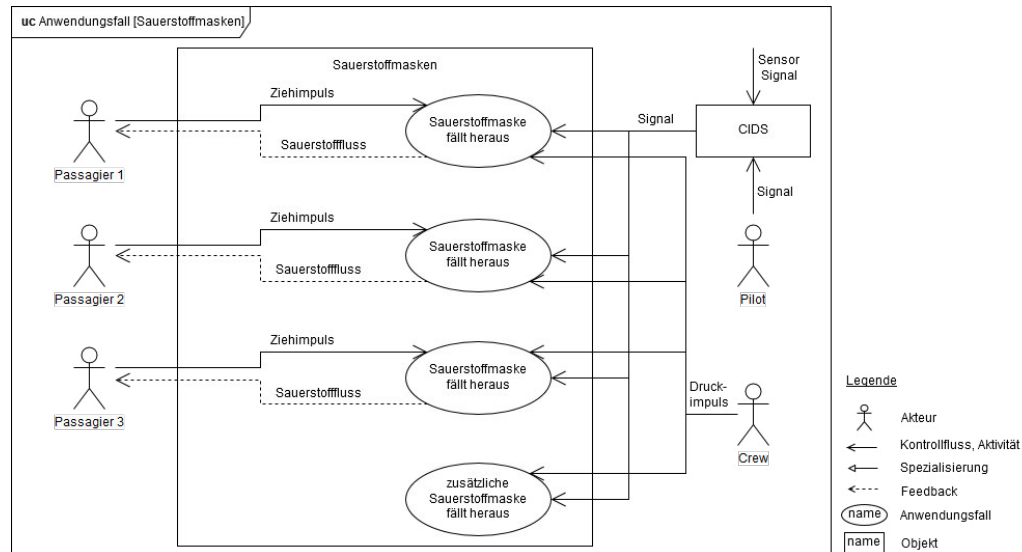 uc Anwendungsfall [Sauerstoffmasken]
Sauerstoffmasken
Sensor
Signal
CIDS
Signal
Signal
Pilot
Ziehimpuls
Sauerstofffluss
Passagier 1
Sauerstoffmaske
fällt heraus
Ziehimpuls
Sauerstofffluss
Passagier 2
Sauerstoffmaske
fällt heraus
Ziehimpuls
Sauerstofffluss
Passagier 3
Sauerstoffmaske
fällt heraus
Druck-
impuls
Crew
zusätzliche
Sauerstoffmaske
fällt heraus
Legende
Akteur
Kontrollfluss, Aktivität
Spezialisierung
Feedback
name Anwendungsfall
name Objekt